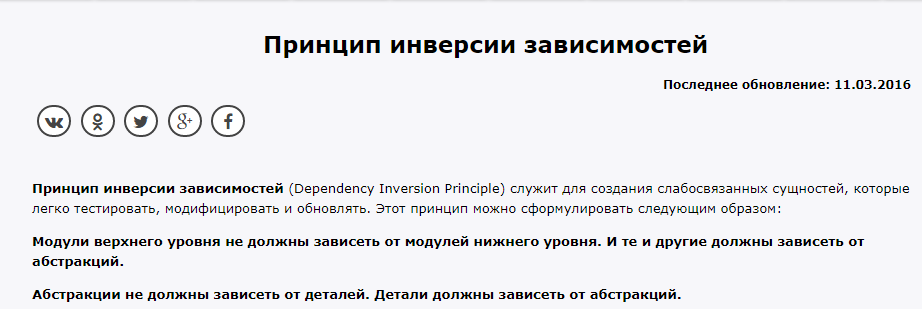 Принцип инверсии зависимостей
Последнее обновление: 11.03.2016
Принцип инверсии зависимостей (Dependency Inversion Principle) служит для создания слабосвязанных сущностей, которые
легко тестировать, модифицировать и обновлять. Этот принцип можно сформулировать следующим образом:
Модули верхнего уровня не должны зависеть от модулей нижнего уровня. И те и другие должны зависеть от
абстракций.
Абстракции не должны зависеть от деталей. Детали должны зависеть от абстракций.